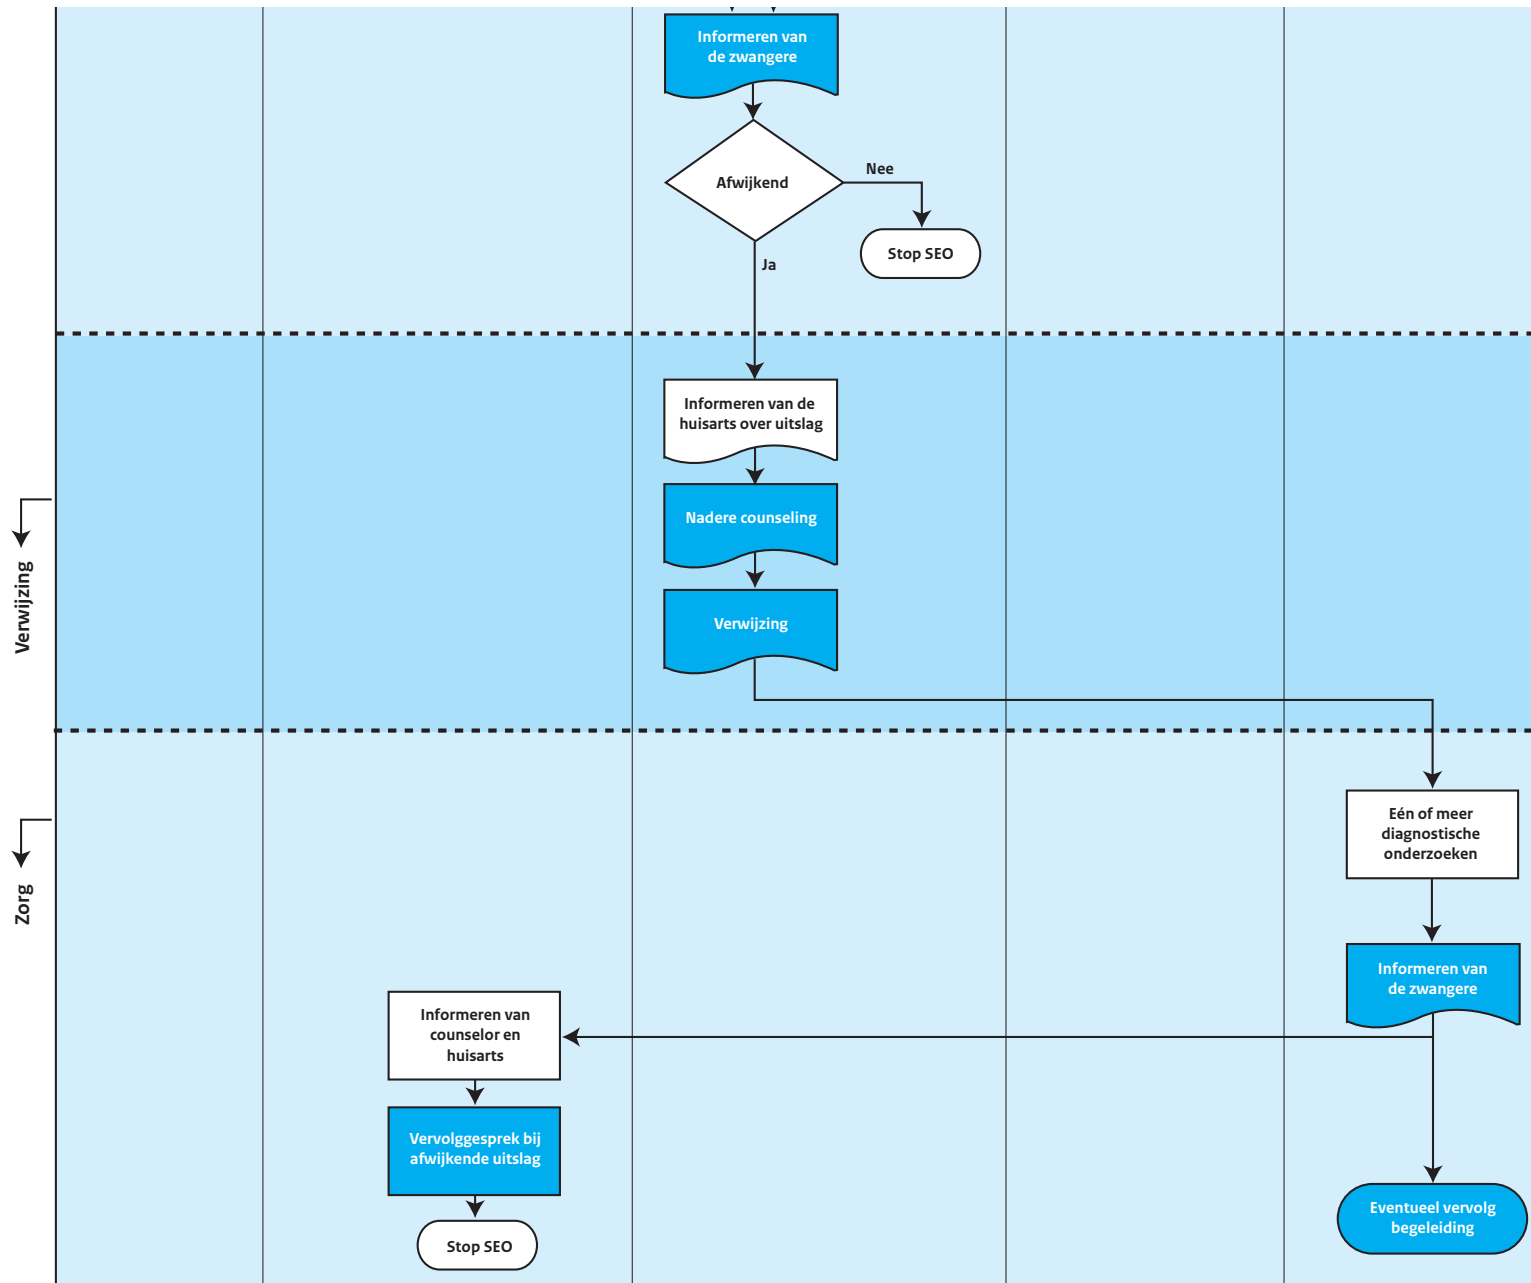 Informeren van
de zwangere
Afwijkend
Nee
Stop SEO
Ja
Informeren van de
huisarts over uitslag
Nadere counseling
Verwijzing
Verwijzing
Eén of meer
diagnostische
onderzoeken
Zorg
Informeren van
de zwangere
Informeren van
counselor en
huisarts
Vervolggesprek bij
afwijkende uitslag
Eventueel vervolg
begeleiding
Stop SEO